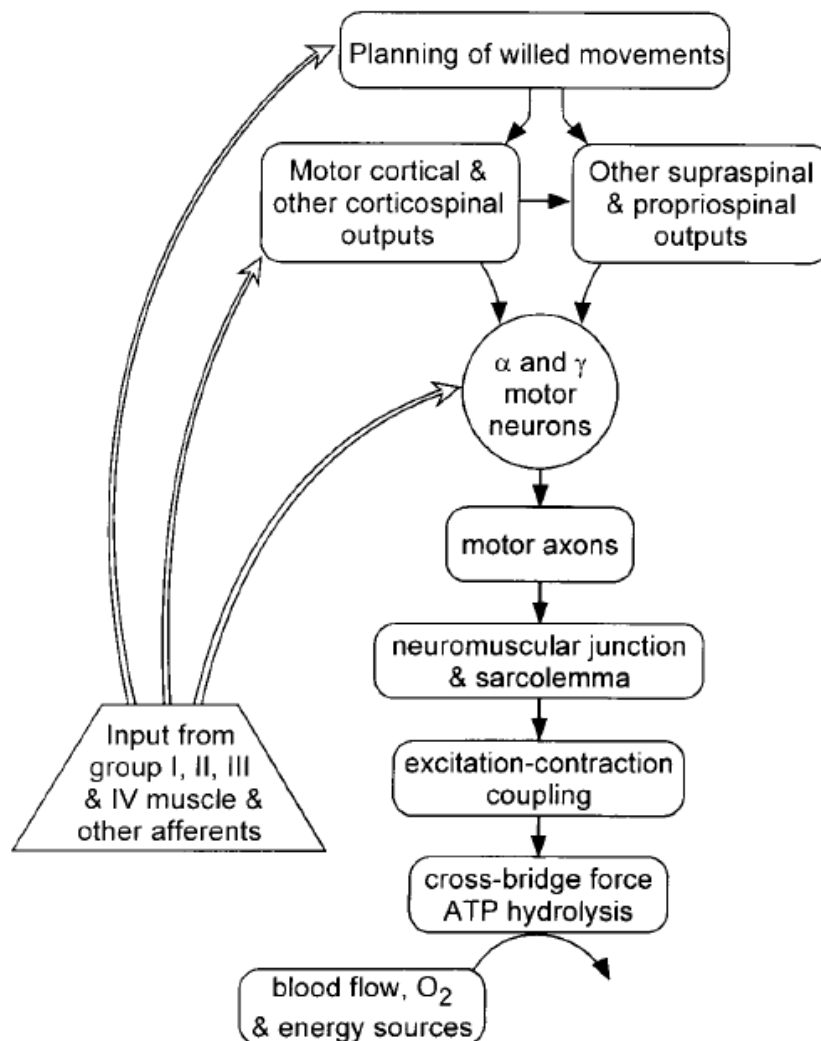 Planning of willed movements
Motor cortical &
other corticospinal
outputs
Other supraspinal
& propriospinal
outputs
α and γ
motor
neurons
motor axons
neuromuscular junction
& sarcolemma
Input from
group I, II, III
& IV muscle &
other afferents
excitation-contraction
coupling
cross-bridge force
ATP hydrolysis
blood flow, O₂
& energy sources